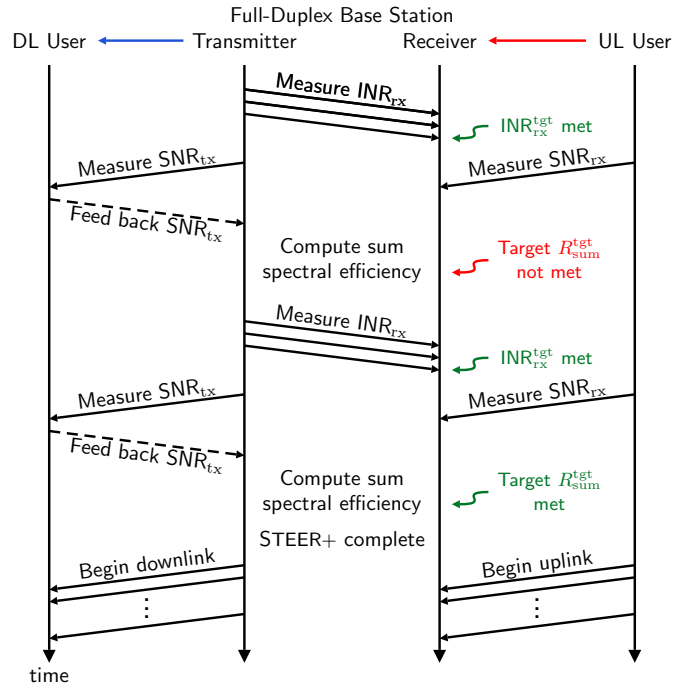 Full-Duplex Base Station
DL User Transmitter Receiver UL User
Measure INR_rx
INR_rx^tgt met
Measure SNR_tx
Measure SNR_rx
Feed back SNR_tx
Compute sum
spectral efficiency
Target R_sum^tgt
not met
Measure INR_rx
INR_rx^tgt met
Measure SNR_tx
Measure SNR_rx
Feed back SNR_tx
Compute sum
spectral efficiency
Target R_sum^tgt
met
STEER+ complete
Begin downlink
Begin uplink
⋮ ⋮
time